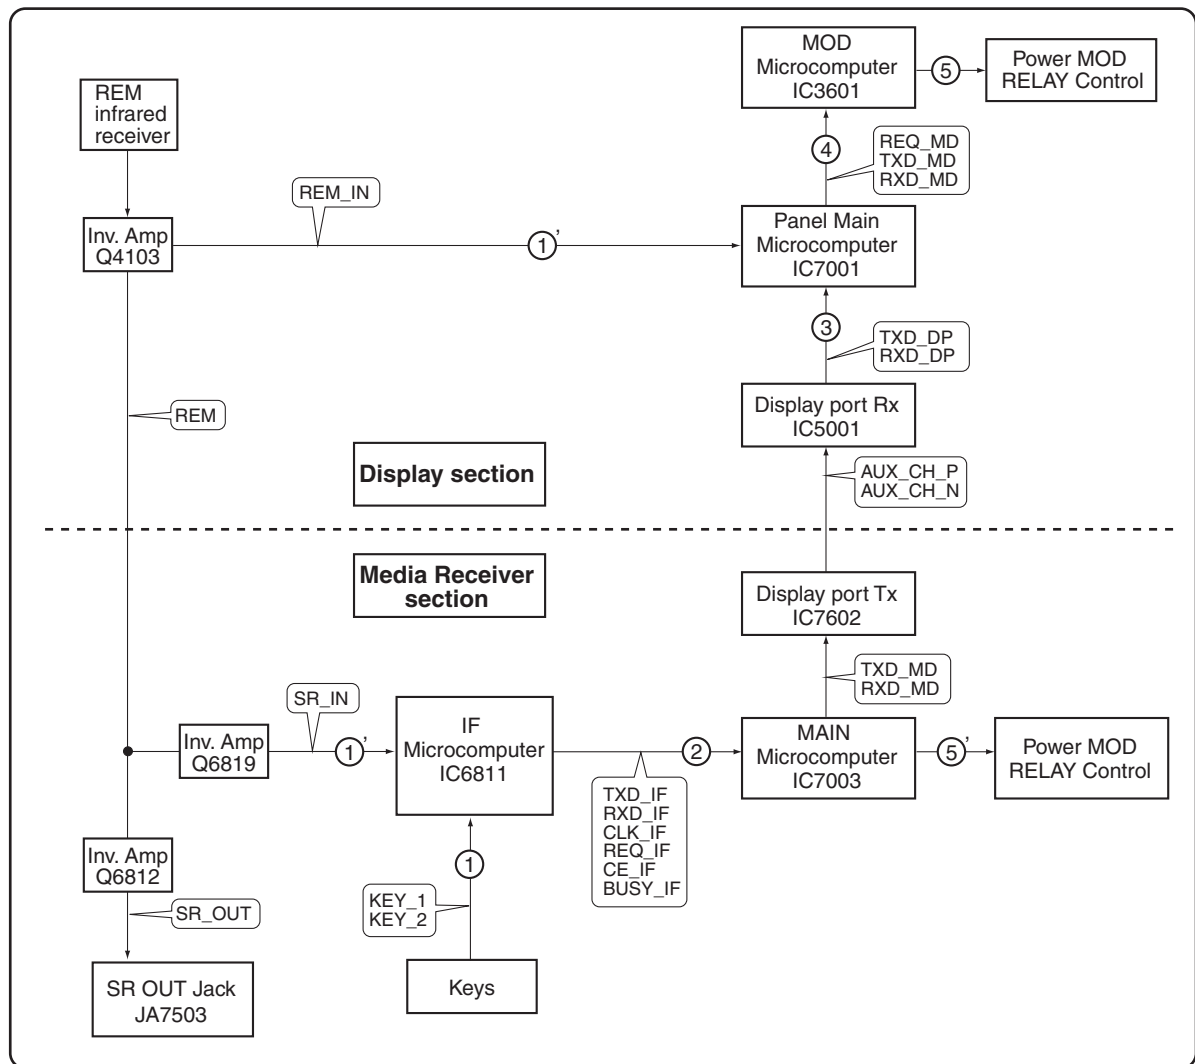 MOD
Microcomputer
IC3601
5
Power MOD
RELAY Control
REM
infrared
receiver
4
REQ_MD
TXD_MD
RXD_MD
REM_IN
Inv. Amp
Q4103
1’
Panel Main
Microcomputer
IC7001
3
TXD_DP
RXD_DP
REM
Display port Rx
IC5001
Display section
AUX_CH_P
AUX_CH_N
Media Receiver
section
Display port Tx
IC7602
TXD_MD
RXD_MD
SR_IN
Inv. Amp
Q6819
1’
IF
Microcomputer
IC6811
2
MAIN
Microcomputer
IC7003
5’
Power MOD
RELAY Control
TXD_IF
RXD_IF
CLK_IF
REQ_IF
CE_IF
BUSY_IF
Inv. Amp
Q6812
1
KEY_1
KEY_2
SR_OUT
SR OUT Jack
JA7503
Keys